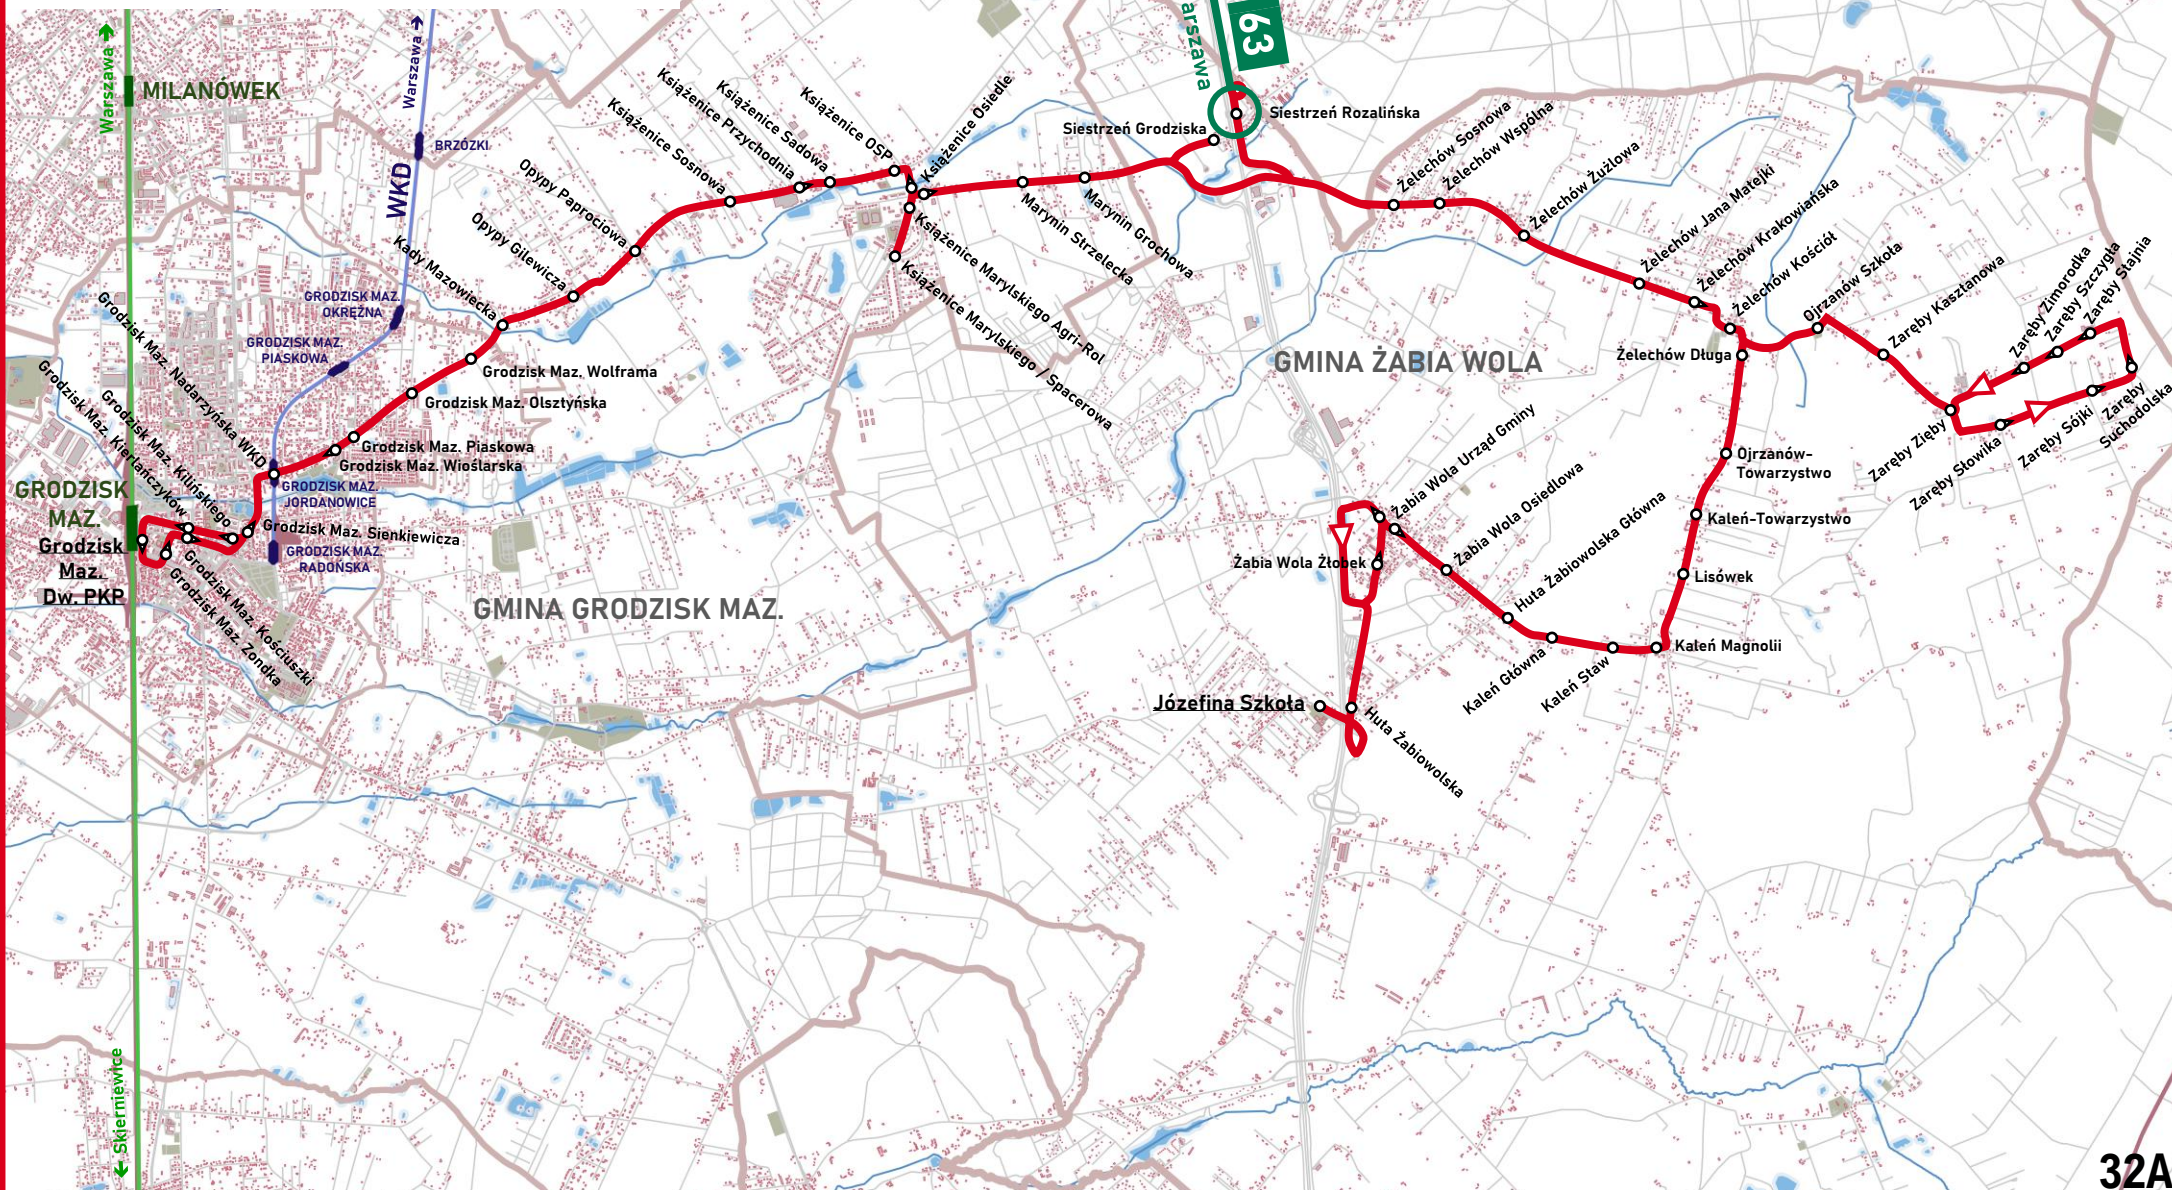 Warszawa
MILANÓWEK
Warszawa
BRZÓZKI
WKD
GRODZISK MAZ.
OKRĘŻNA
GRODZISK MAZ.
PIASKOWA
63
arszawa
Siestrzeń Rozalińska
Siestrzeń Grodziska
Książenice Osiedle
Książenice OSP
Książenice Sadowa
Książenice Przychodnia
Książenice Sosnowa
Opypy Paprociowa
Opypy Gilewicza
Kady Mazowiecka
Grodzisk Maz. Wolframa
Grodzisk Maz. Olsztyńska
Grodzisk Maz. Piaskowa
Grodzisk Maz. Wioślarska
Grodzisk Maz. Nadarzyńska WKD
Grodzisk Maz. Kilińskiego
Grodzisk Maz. Kierlańczyków
GRODZISK MAZ.
JORDANOWICE
Grodzisk Maz. Sienkiewicza
GRODZISK MAZ.
RADOŃSKA
GRODZISK
MAZ.
Grodzisk
Maz.
Dw. PKP
Grodzisk Maz. Kościuszki
Grodzisk Maz. Zondka
GMINA GRODZISK MAZ.
Książenice Marylskiego Agri-Rol
Książenice Marylskiego / Spacerowa
Marynin Strzelecka
Marynin Grochowa
Żelechów Sosnowa
Żelechów Wspólna
Żelechów Żużlowa
Żelechów Jana Matejki
Żelechów Krakowiańska
Żelechów Kościół
Żelechów Długa
Ojrzanów Szkoła
Zaręby Kasztanowa
Zaręby Zimorodka
Zaręby Szczygła
Zaręby Stajnia
Zaręby
Suchodolska
Zaręby Sójki
Zaręby Słowika
Zaręby Zięby
GMINA ŻABIA WOLA
Ojrzanów-
Towarzystwo
Kaleń-Towarzystwo
Lisówek
Kaleń Magnolii
Kaleń Staw
Kaleń Główna
Huta Żabiowolska Główna
Żabia Wola Osiedlowa
Żabia Wola Urząd Gminy
Żabia Wola Żłobek
Józefina Szkoła
Huta Żabiowolska
Skierniewice
32A